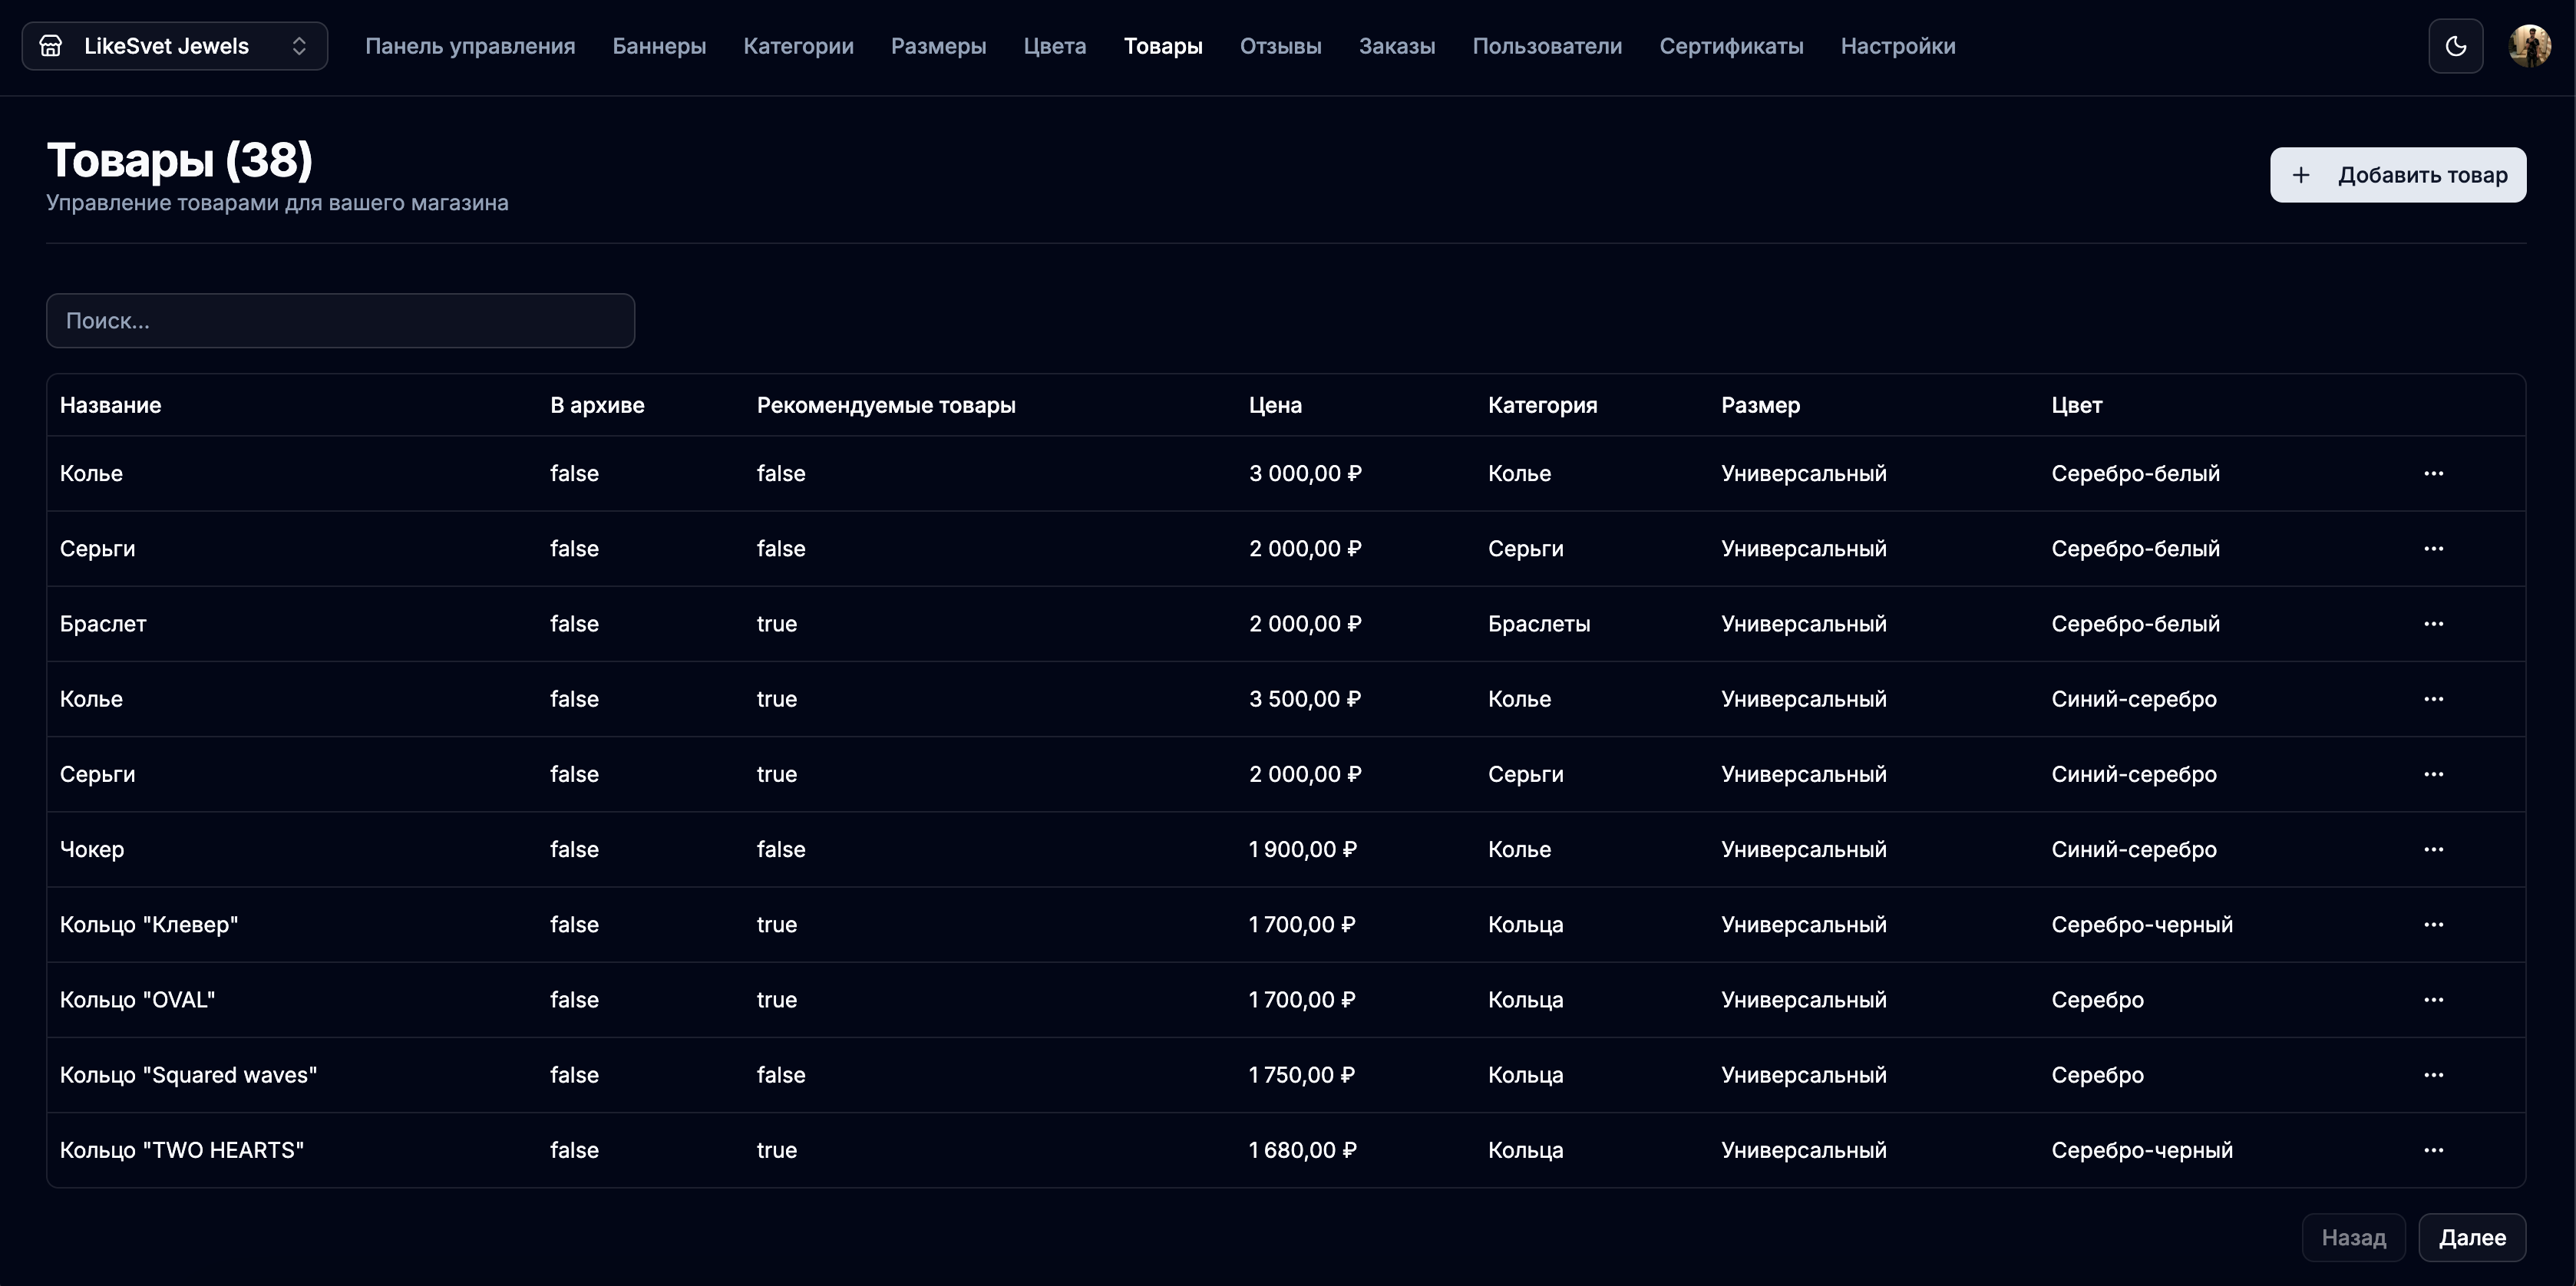 LikeSvet Jewels Панель управления Баннеры Категории Размеры Цвета Товары Отзывы Заказы Пользователи Сертификаты Настройки
Товары (38)
Управление товарами для вашего магазина
+ Добавить товар
Поиск...
Название В архиве Рекомендуемые товары Цена Категория Размер Цвет
Колье false false 3 000,00 ₽ Колье Универсальный Серебро-белый ...
Серьги false false 2 000,00 ₽ Серьги Универсальный Серебро-белый ...
Браслет false true 2 000,00 ₽ Браслеты Универсальный Серебро-белый ...
Колье false true 3 500,00 ₽ Колье Универсальный Синий-серебро ...
Серьги false true 2 000,00 ₽ Серьги Универсальный Синий-серебро ...
Чокер false false 1 900,00 ₽ Колье Универсальный Синий-серебро ...
Кольцо "Клевер" false true 1 700,00 ₽ Кольца Универсальный Серебро-черный ...
Кольцо "OVAL" false true 1 700,00 ₽ Кольца Универсальный Серебро ...
Кольцо "Squared waves" false false 1 750,00 ₽ Кольца Универсальный Серебро ...
Кольцо "TWO HEARTS" false true 1 680,00 ₽ Кольца Универсальный Серебро-черный ...
Назад Далее